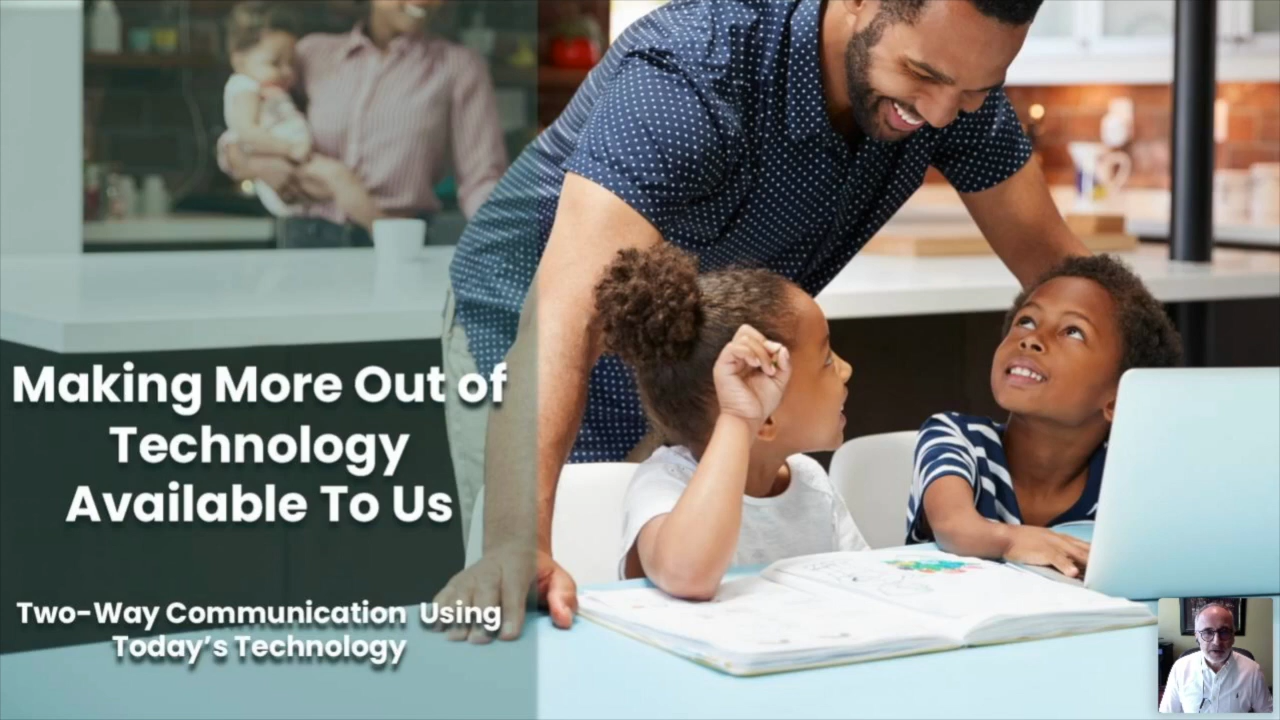 Making More Out of
Technology
Available To Us
Two-Way Communication Using
Today’s Technology